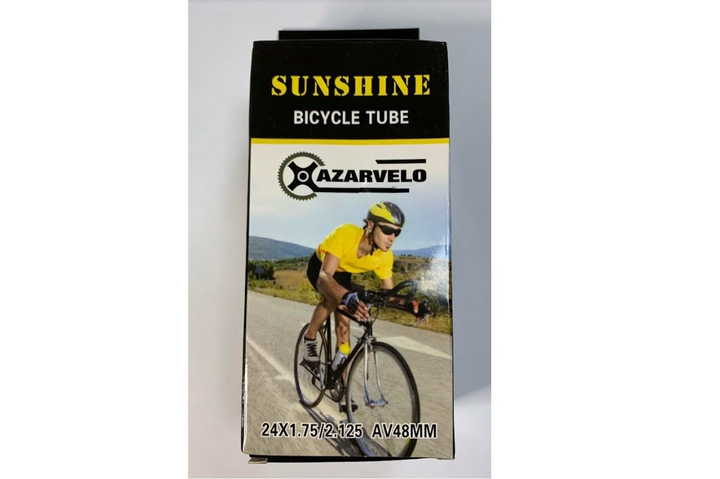 SUNSHINE
BICYCLE TUBE
AZARVELO
24X1.75/2.125 AV48MM